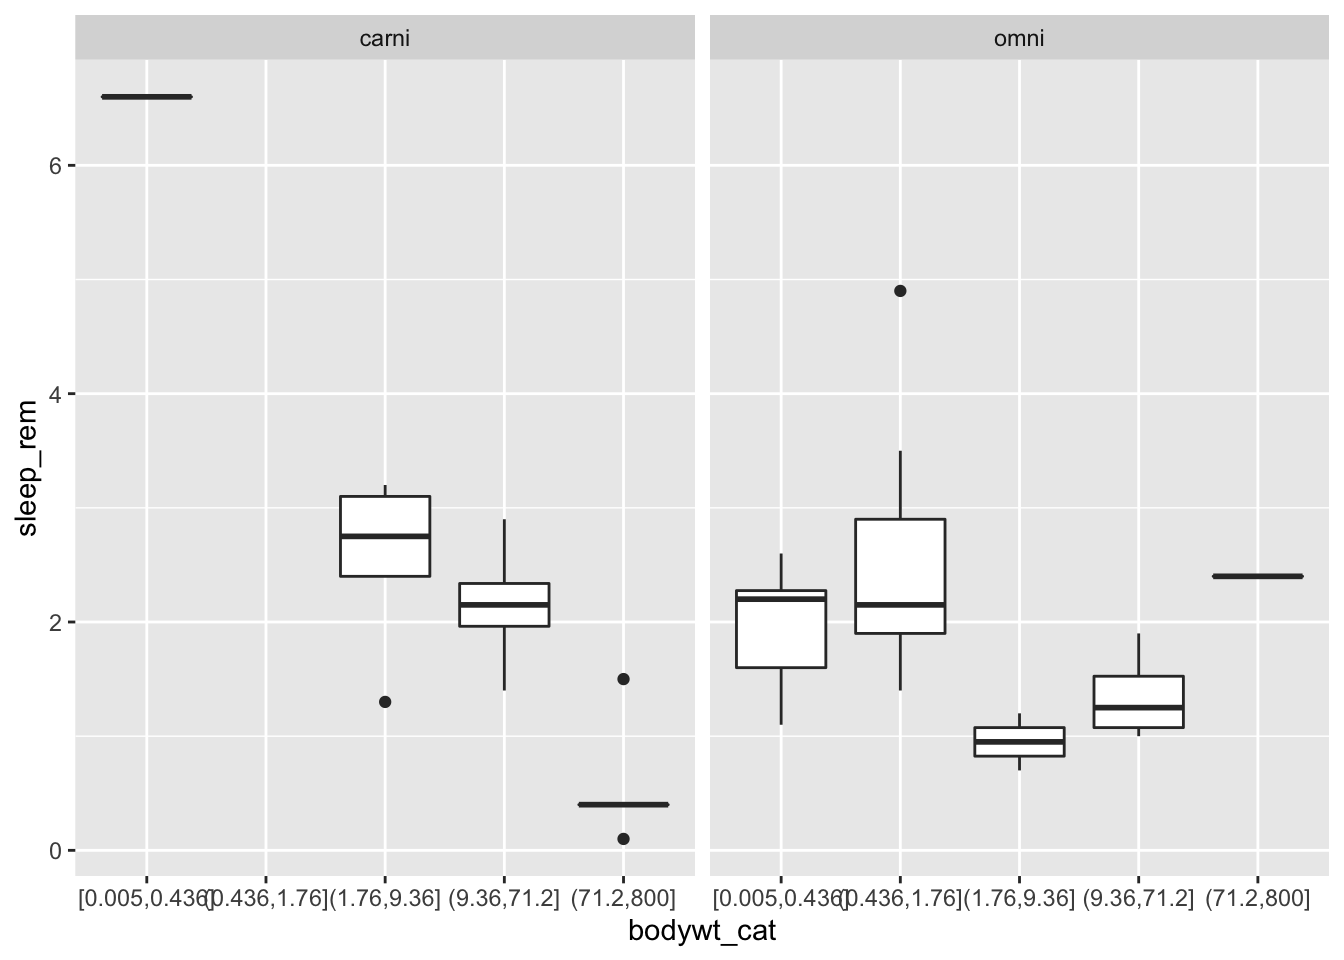 carni
omni
6
4
2
0
sleep_rem
[0.005,0.436] (0.436,1.76] (1.76,9.36] (9.36,71.2] (71.2,800]
[0.005,0.436] (0.436,1.76] (1.76,9.36] (9.36,71.2] (71.2,800]
bodywt_cat